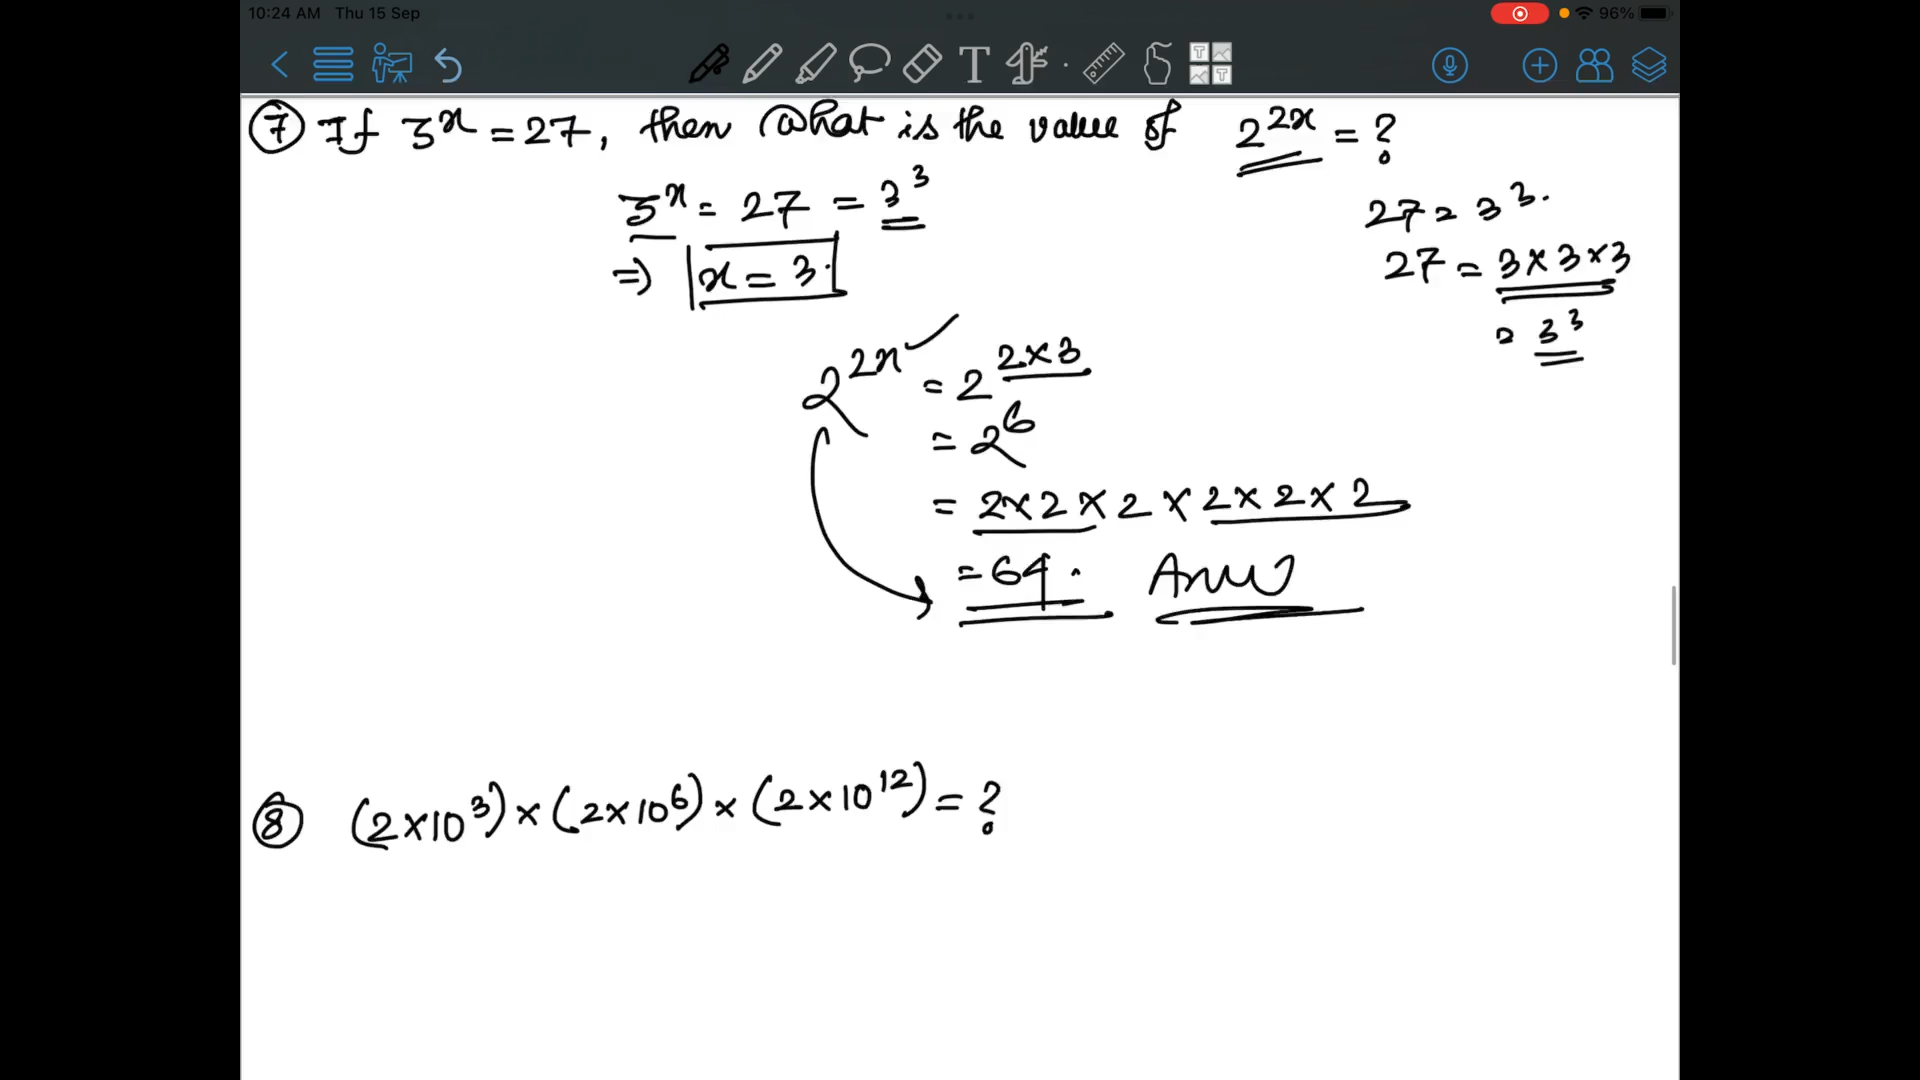 10:24 AM Thu 15 Sep
96%
T
⑦ If 3^x = 27, then what is the value of 2^2x = ?
3^x = 27 = 3^3
27 = 3^3.
⇒ x = 3.
27 = 3×3×3
= 3^3
2^2x = 2^2×3
= 2^6
= 2×2×2×2×2×2
= 64. Ans
⑧ (2×10^3)×(2×10^6)×(2×10^12) = ?